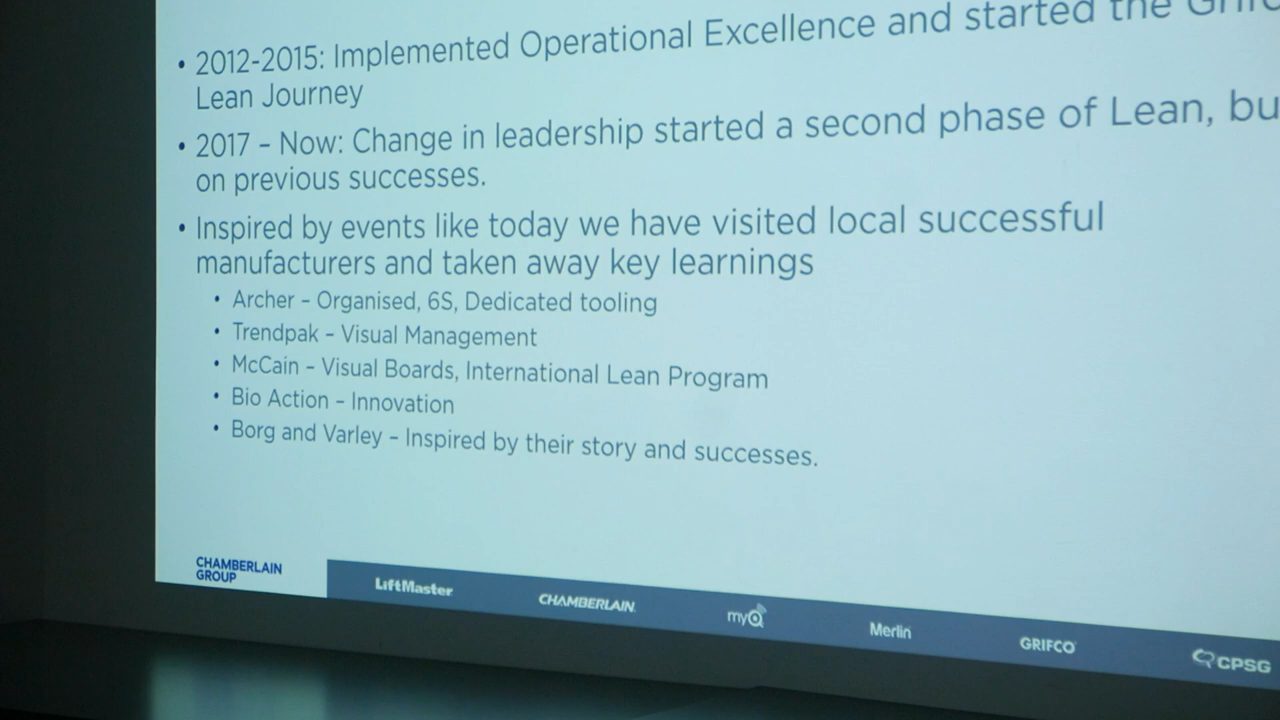 • 2012-2015: Implemented Operational Excellence and started the
Lean Journey
• 2017 – Now: Change in leadership started a second phase of Lean,
on previous successes.
• Inspired by events like today we have visited local successful
manufacturers and taken away key learnings
• Archer – Organised, 6S, Dedicated tooling
• Trendpak – Visual Management
• McCain – Visual Boards, International Lean Program
• Bio Action – Innovation
• Borg and Varley – Inspired by their story and successes.
CHAMBERLAIN
GROUP
LiftMaster
CHAMBERLAIN
myQ
Merlin
GRIFCO
CPSG